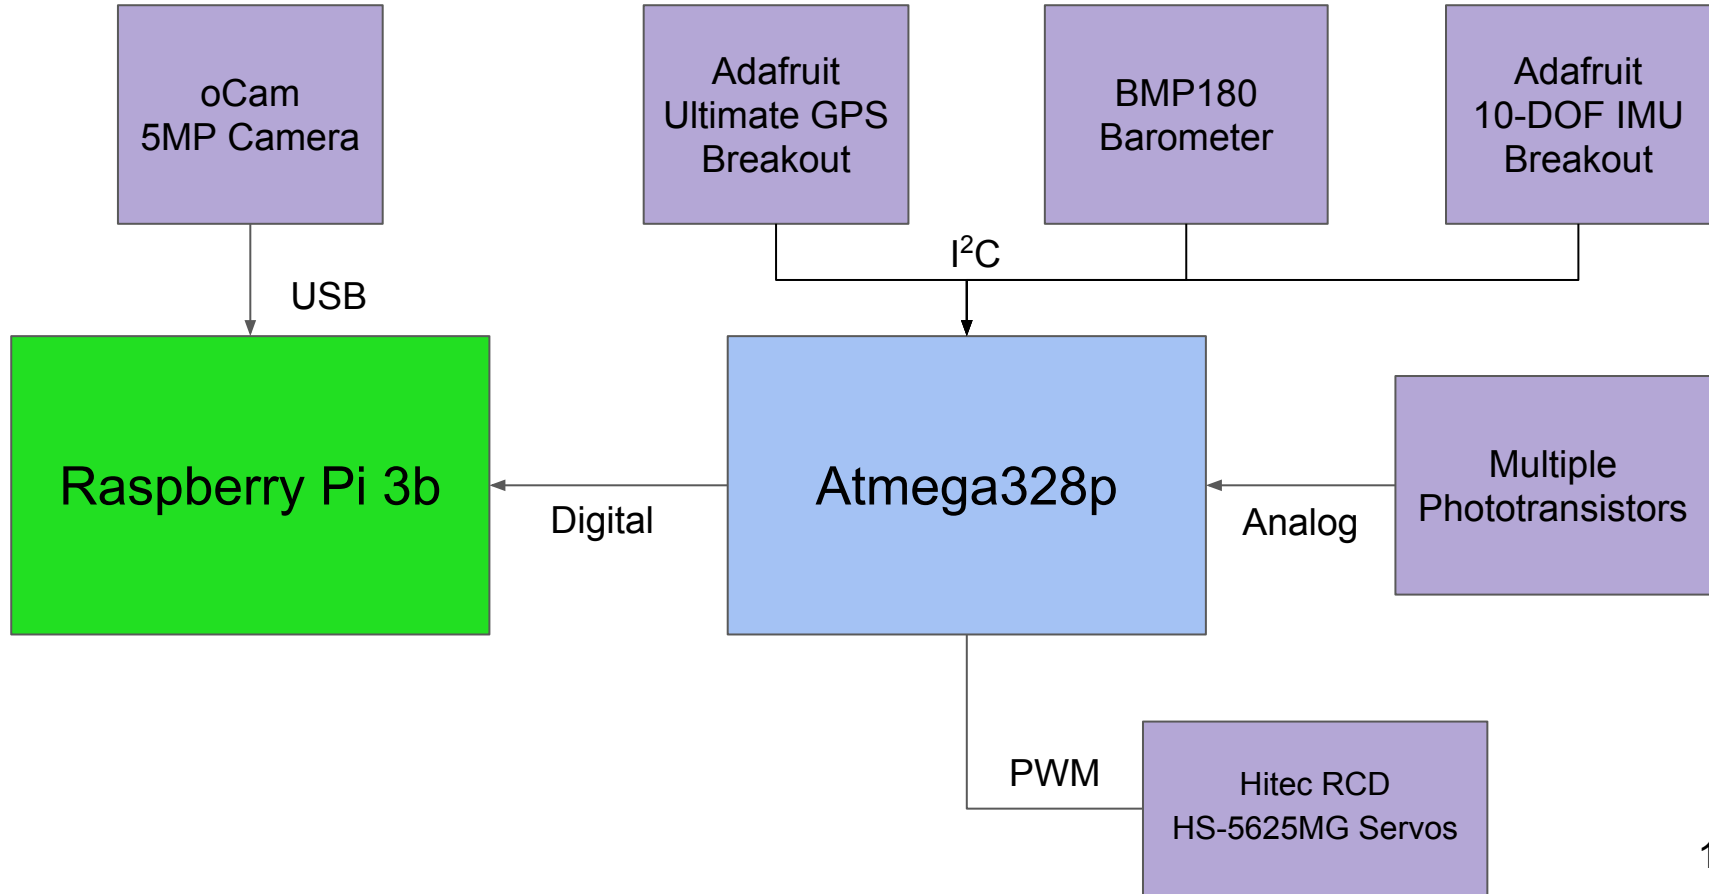 oCam
5MP Camera
Adafruit
Ultimate GPS
Breakout
BMP180
Barometer
Adafruit
10-DOF IMU
Breakout
I²C
USB
Raspberry Pi 3b
Digital
Atmega328p
Analog
Multiple
Phototransistors
PWM
Hitec RCD
HS-5625MG Servos
1